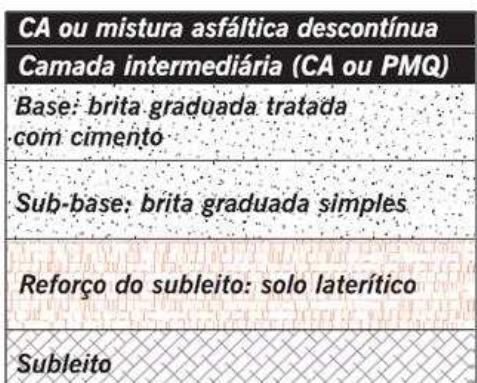 CA ou mistura asfáltica descontínua
Camada intermediária (CA ou PMQ)
Base: brita graduada tratada
com cimento
Sub-base: brita graduada simples
Reforço do subleito: solo laterítico
Subleito